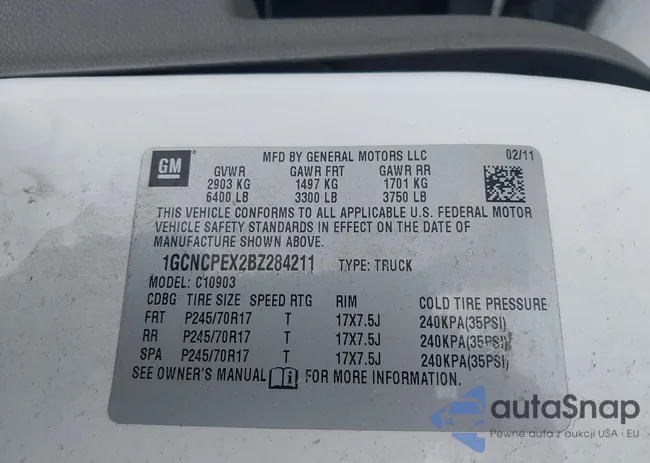 GM
MFD BY GENERAL MOTORS LLC 02/11
GVWR GAWR FRT GAWR RR
2903 KG 1497 KG 1701 KG
6400 LB 3300 LB 3750 LB
THIS VEHICLE CONFORMS TO ALL APPLICABLE U.S. FEDERAL MOTOR
VEHICLE SAFETY STANDARDS IN EFFECT ON THE DATE OF
MANUFACTURE SHOWN ABOVE.
1GCNCPEX2BZ284211 TYPE: TRUCK
MODEL: C10903
CDBG TIRE SIZE SPEED RTG RIM COLD TIRE PRESSURE
FRT P245/70R17 T 17X7.5J 240KPA(35PSI)
RR P245/70R17 T 17X7.5J 240KPA(35PSI)
SPA P245/70R17 T 17X7.5J 240KPA(35PSI)
SEE OWNER'S MANUAL FOR MORE INFORMATION.
autaSnap
Pewne auta z aukcji USA i EU